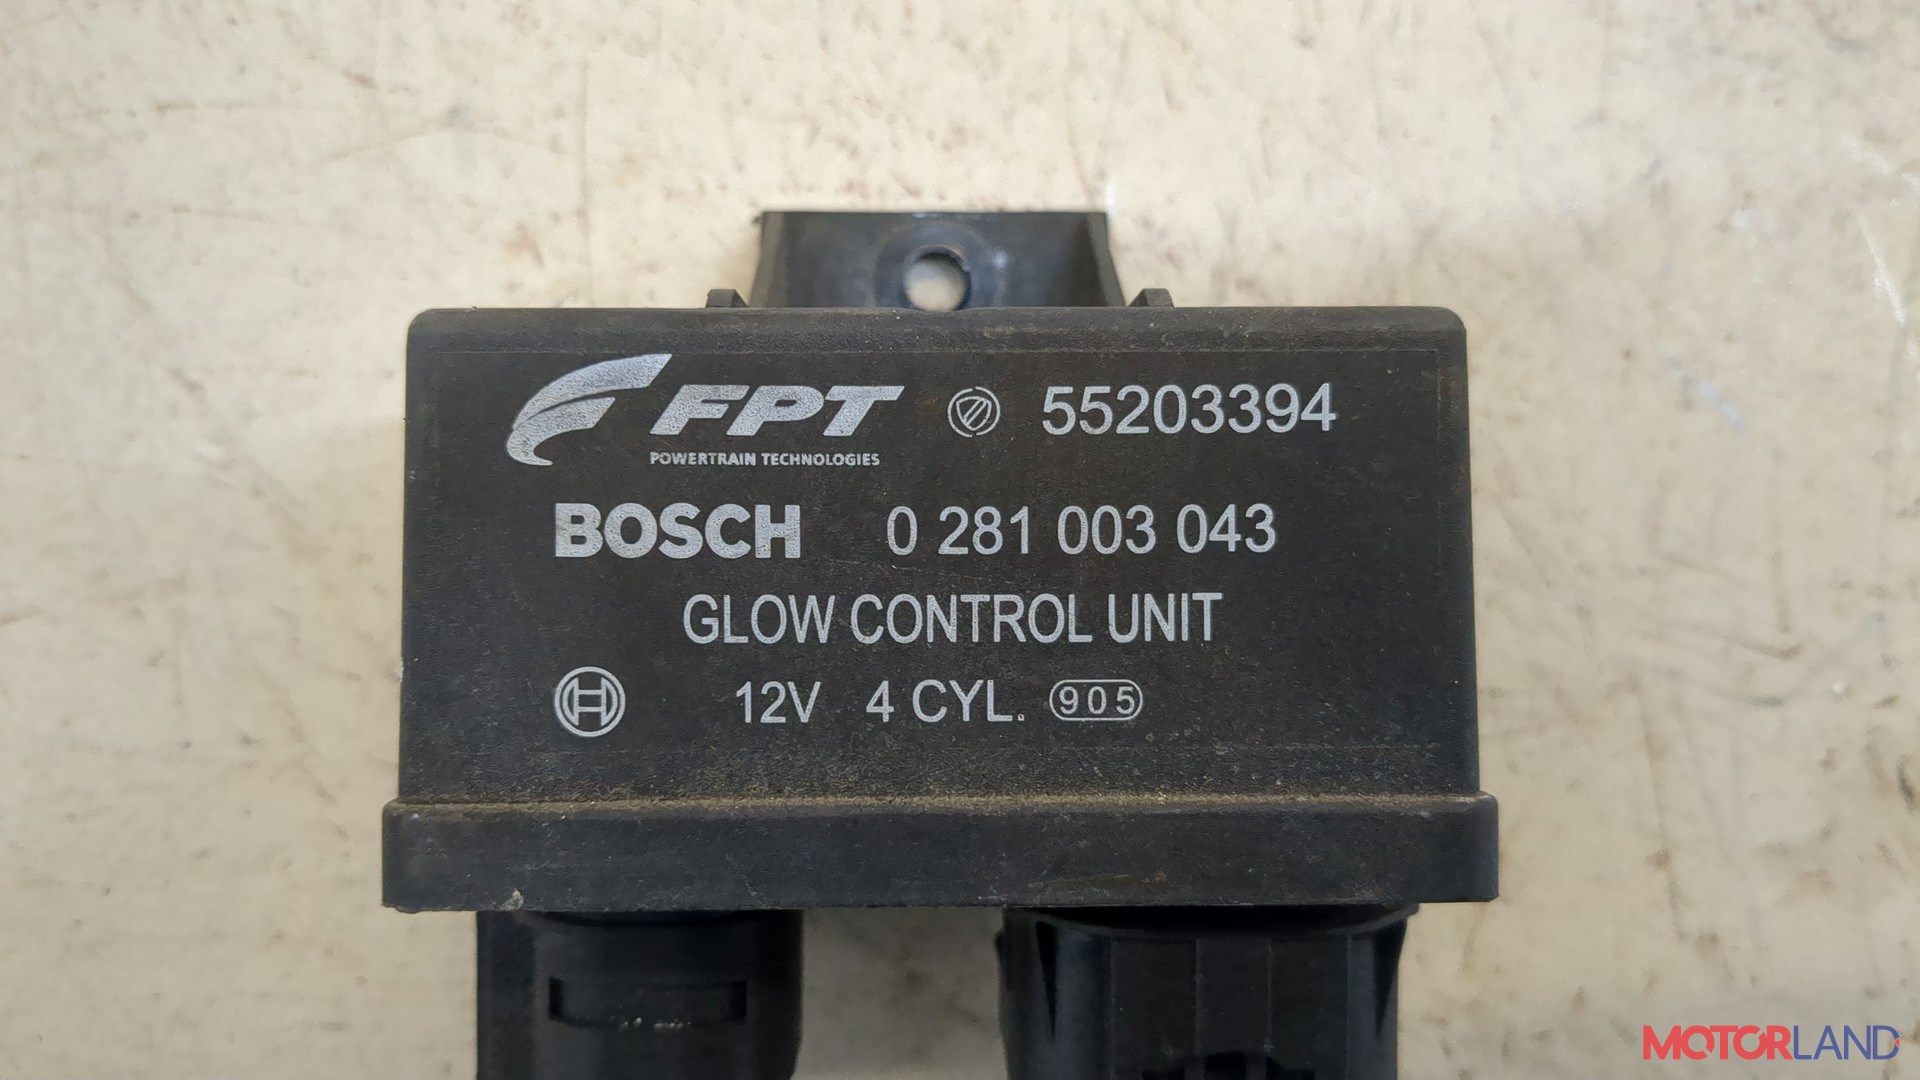 FPT 55203394
POWERTRAIN TECHNOLOGIES
BOSCH 0 281 003 043
GLOW CONTROL UNIT
12V 4 CYL. 905
MOTORLAND